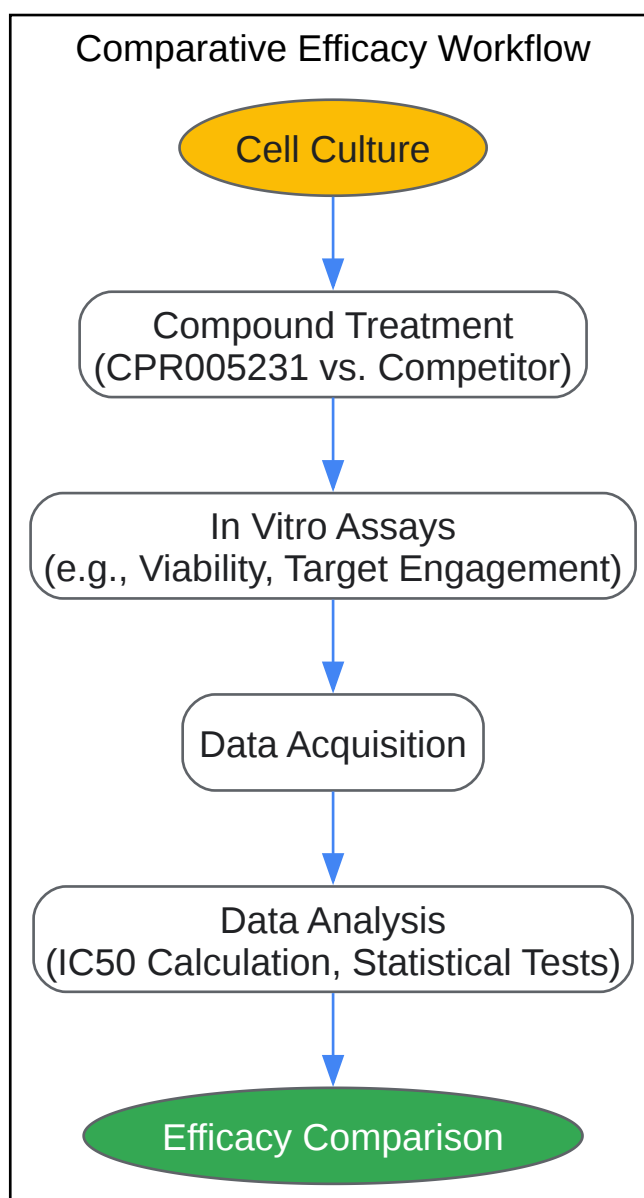 Comparative Efficacy Workflow
Cell Culture
Compound Treatment
(CPR005231 vs. Competitor)
In Vitro Assays
(e.g., Viability, Target Engagement)
Data Acquisition
Data Analysis
(IC50 Calculation, Statistical Tests)
Efficacy Comparison